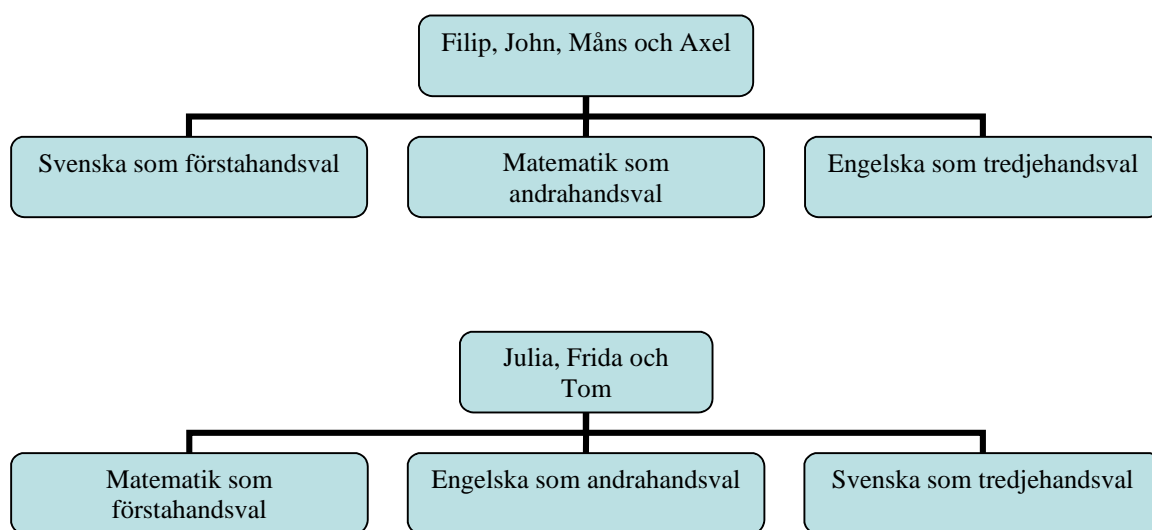 Filip, John, Måns och Axel
Svenska som förstahandsval
Matematik som
andrahandsval
Engelska som tredjehandsval
Julia, Frida och
Tom
Matematik som
förstahandsval
Engelska som andrahandsval
Svenska som tredjehandsval